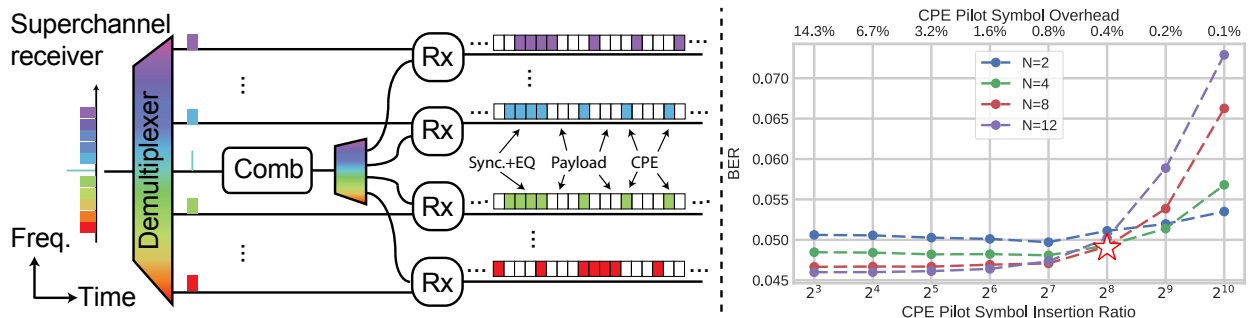 Superchannel
receiver
Demultiplexer
Freq.
Time
Comb
Rx
Rx
Rx
Rx
...
...
...
...
...
...
...
...
...
...
...
...
Sync.+EQ Payload CPE
CPE Pilot Symbol Overhead
14.3% 6.7% 3.2% 1.6% 0.8% 0.4% 0.2% 0.1%
N=2
N=4
N=8
N=12
BER
0.070
0.065
0.060
0.055
0.050
0.045
2^3 2^4 2^5 2^6 2^7 2^8 2^9 2^10
CPE Pilot Symbol Insertion Ratio